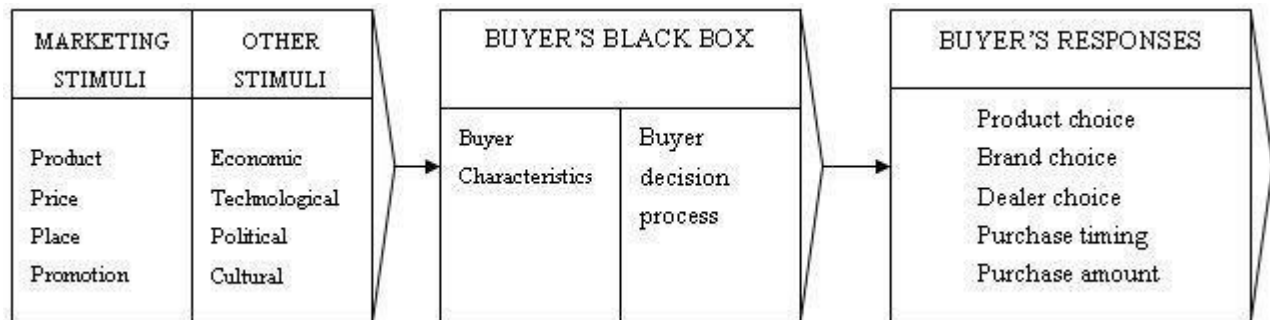 MARKETING
STIMULI
OTHER
STIMULI
Product
Price
Place
Promotion
Economic
Technological
Political
Cultural
BUYER'S BLACK BOX
Buyer
Characteristics
Buyer
decision
process
BUYER'S RESPONSES
Product choice
Brand choice
Dealer choice
Purchase timing
Purchase amount